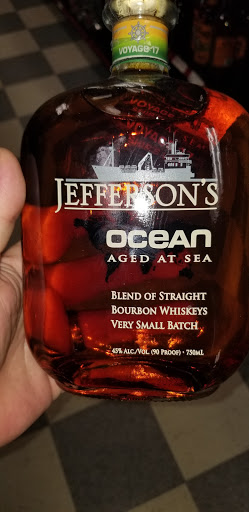 VOYAGE·17
JEFFERSON'S
OCEAN
AGED AT SEA
BLEND OF STRAIGHT
BOURBON WHISKEYS
VERY SMALL BATCH
45% ALC./VOL. (90 PROOF) • 750ML